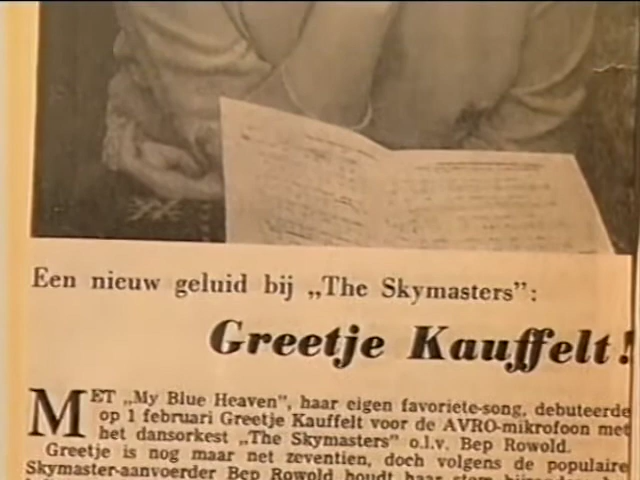 Een nieuw geluid bij „The Skymasters”:
Greetje Kauffelt!
MET „My Blue Heaven”, haar eigen favoriete-song, debuteerde
op 1 februari Greetje Kauffelt voor de AVRO-mikrofoon met
het dansorkest „The Skymasters” o.l.v. Bep Rowold.
Greetje is nog maar net zeventien, doch volgens de populaire
Skymaster-aanvoerder Bep Rowold houdt haar stem